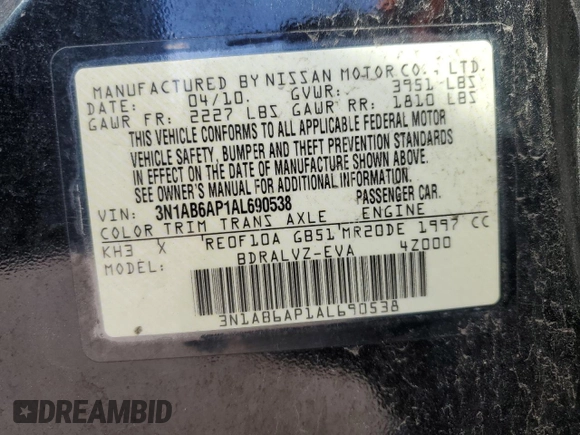 MANUFACTURED BY NISSAN MOTOR CO., LTD.
DATE: 04/10. GVWR: 3951 LBS
GAWR FR: 2227 LBS GAWR RR: 1810 LBS
THIS VEHICLE CONFORMS TO ALL APPLICABLE FEDERAL MOTOR
VEHICLE SAFETY, BUMPER AND THEFT PREVENTION STANDARDS
IN EFFECT ON THE DATE OF MANUFACTURE SHOWN ABOVE.
SEE OWNER'S MANUAL FOR ADDITIONAL INFORMATION.
VIN: 3N1AB6AP1AL690538 PASSENGER CAR.
COLOR TRIM TRANS AXLE ENGINE
KH3 X RE0F10A GB51 MR20DE 1997 CC
MODEL: BDRALVZ-EVA 4Z000
3N1AB6AP1AL690538
DREAMBID